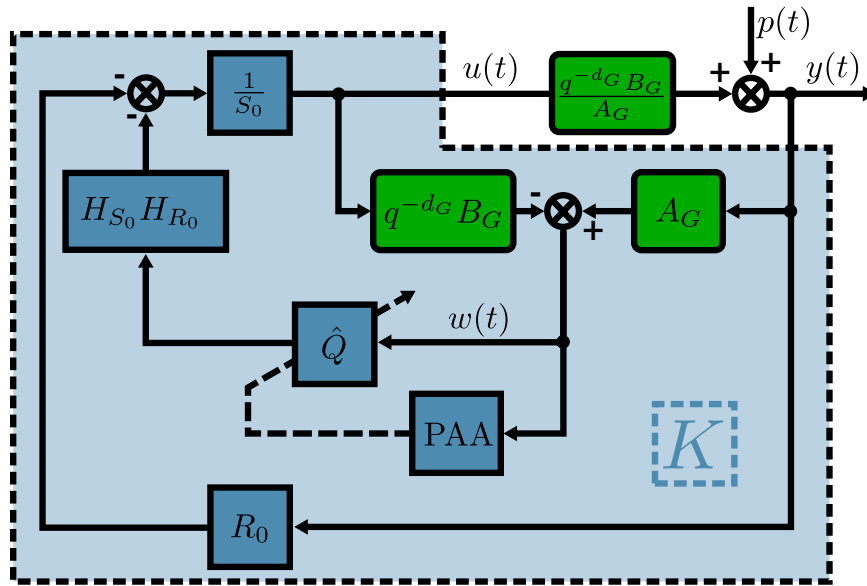 p(t)
- 1/S_0 u(t) q^{-d_G} B_G / A_G + + y(t)
-
H_{S_0} H_{R_0} q^{-d_G} B_G - + A_G
w(t)
\hat{Q}
PAA K
R_0